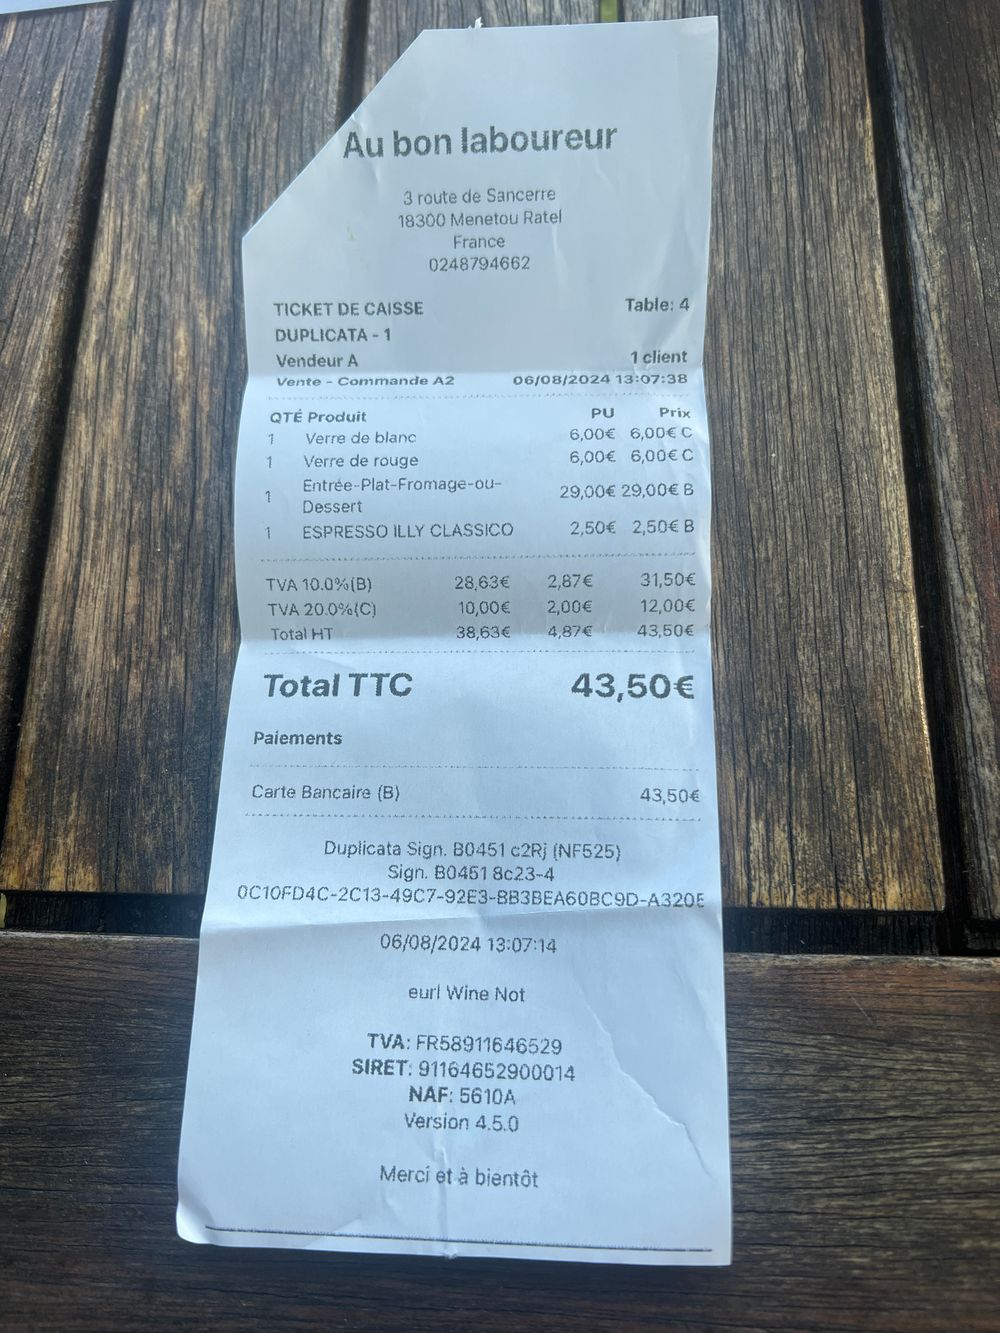 Au bon laboureur
3 route de Sancerre
18300 Menetou Ratel
France
0248794662
TICKET DE CAISSE Table: 4
DUPLICATA - 1
Vendeur A 1 client
Vente - Commande A2 06/08/2024 13:07:38
QTÉ Produit PU Prix
1 Verre de blanc 6,00€ 6,00€ C
1 Verre de rouge 6,00€ 6,00€ C
1 Entrée-Plat-Fromage-ou- 29,00€ 29,00€ B
Dessert
1 ESPRESSO ILLY CLASSICO 2,50€ 2,50€ B
TVA 10.0%(B) 28,63€ 2,87€ 31,50€
TVA 20.0%(C) 10,00€ 2,00€ 12,00€
Total HT 38,63€ 4,87€ 43,50€
Total TTC 43,50€
Paiements
Carte Bancaire (B) 43,50€
Duplicata Sign. B0451 c2Rj (NF525)
Sign. B0451 8c23-4
0C10FD4C-2C13-49C7-92E3-8B3BEA60BC9D-A320E
06/08/2024 13:07:14
eurl Wine Not
TVA: FR58911646529
SIRET: 91164652900014
NAF: 5610A
Version 4.5.0
Merci et à bientôt